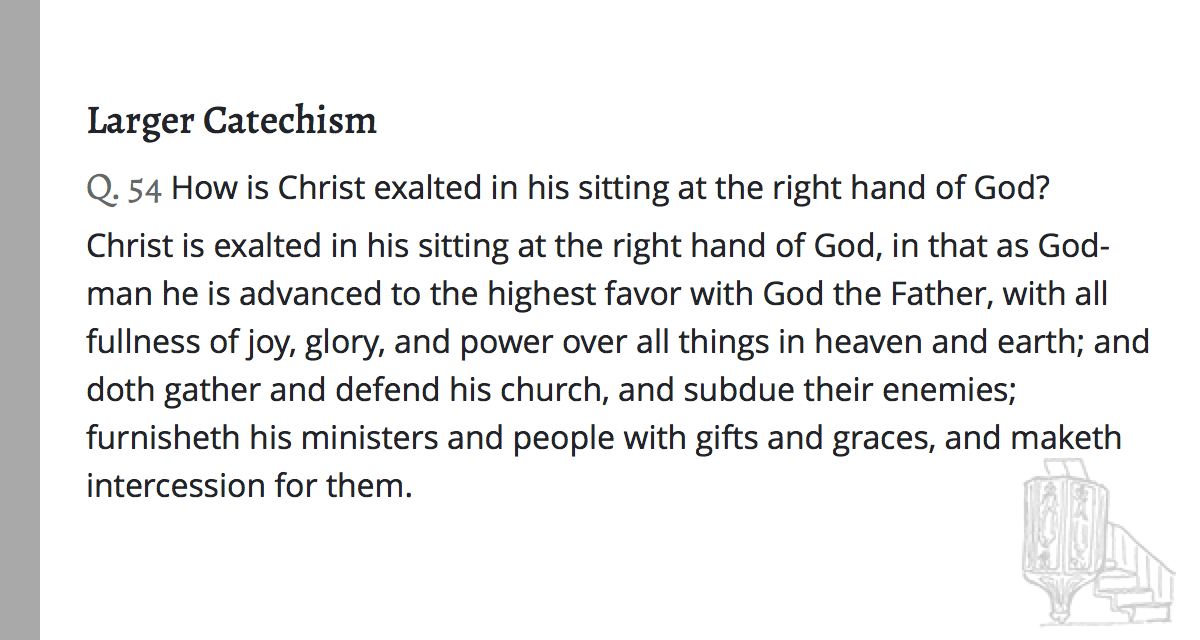 Larger Catechism
Q. 54 How is Christ exalted in his sitting at the right hand of God?
Christ is exalted in his sitting at the right hand of God, in that as God-
man he is advanced to the highest favor with God the Father, with all
fullness of joy, glory, and power over all things in heaven and earth; and
doth gather and defend his church, and subdue their enemies;
furnisheth his ministers and people with gifts and graces, and maketh
intercession for them.